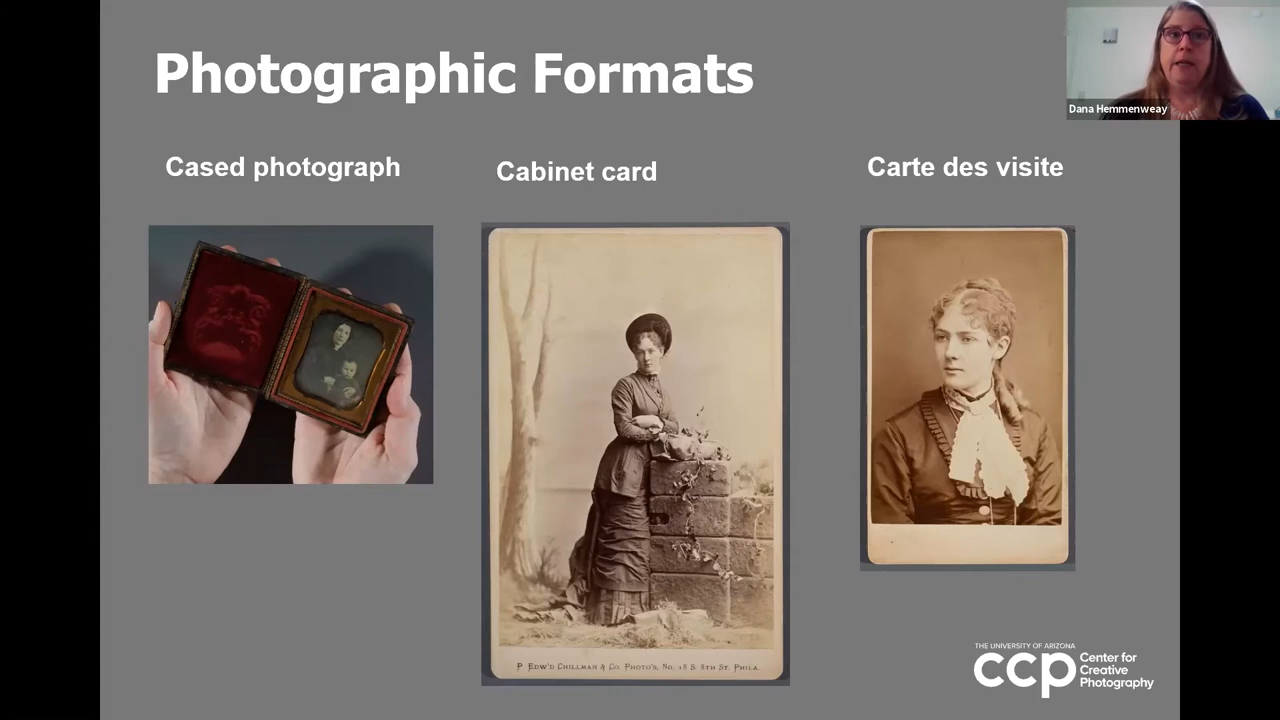 Photographic Formats
Dana Hemmenweay
Cased photograph
Cabinet card
Carte des visite
P EDW'D CHILLMAN & CO. PHOTO'S, NO. 18 S. 8TH ST. PHILA.
THE UNIVERSITY OF ARIZONA
ccp
Center for
Creative
Photography